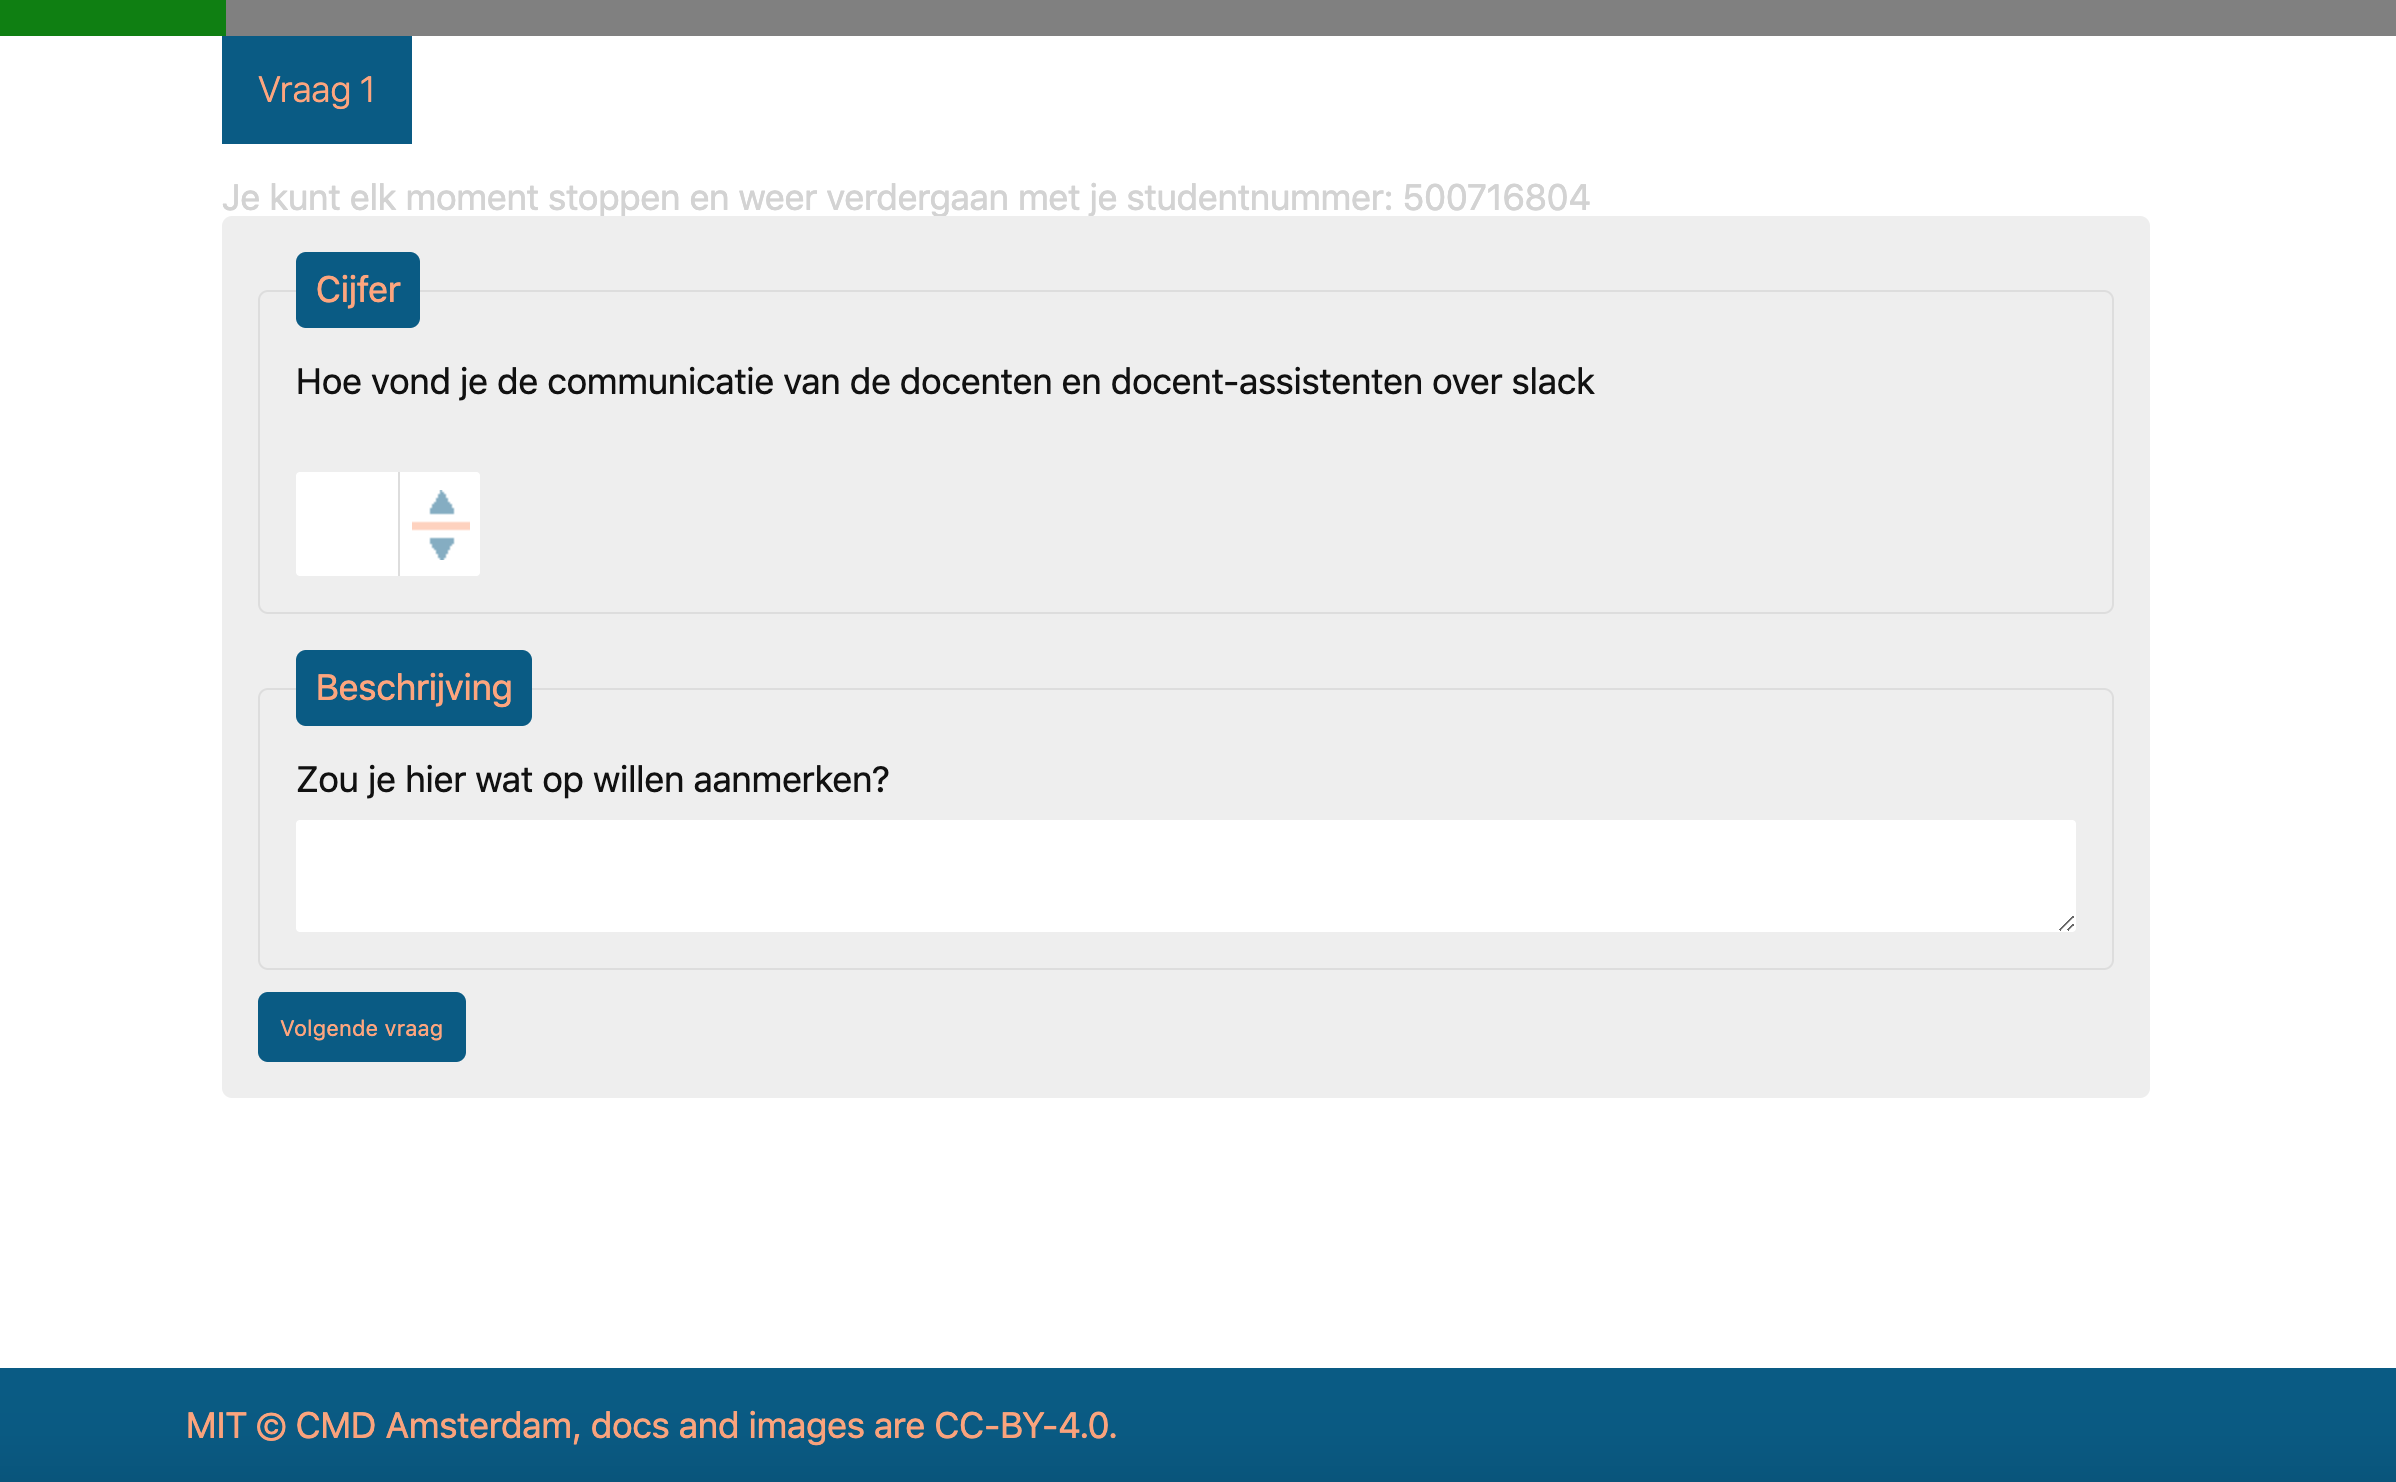 Vraag 1
Je kunt elk moment stoppen en weer verdergaan met je studentnummer: 500716804
Cijfer
Hoe vond je de communicatie van de docenten en docent-assistenten over slack
Beschrijving
Zou je hier wat op willen aanmerken?
Volgende vraag
MIT © CMD Amsterdam, docs and images are CC-BY-4.0.